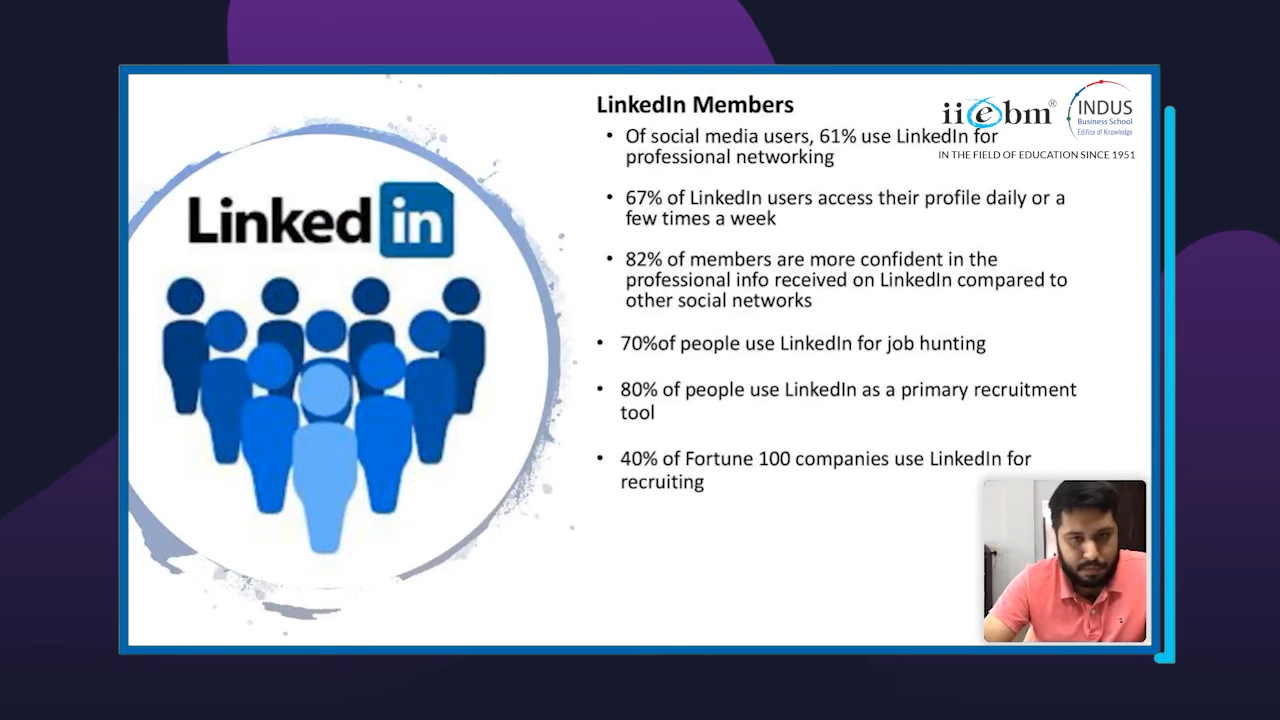 LinkedIn Members
iiebm®
INDUS
Business School
Edifice of Knowledge
IN THE FIELD OF EDUCATION SINCE 1951
• Of social media users, 61% use LinkedIn for
professional networking
• 67% of LinkedIn users access their profile daily or a
few times a week
• 82% of members are more confident in the
professional info received on LinkedIn compared to
other social networks
• 70%of people use LinkedIn for job hunting
• 80% of people use LinkedIn as a primary recruitment
tool
• 40% of Fortune 100 companies use LinkedIn for
recruiting
Linked in